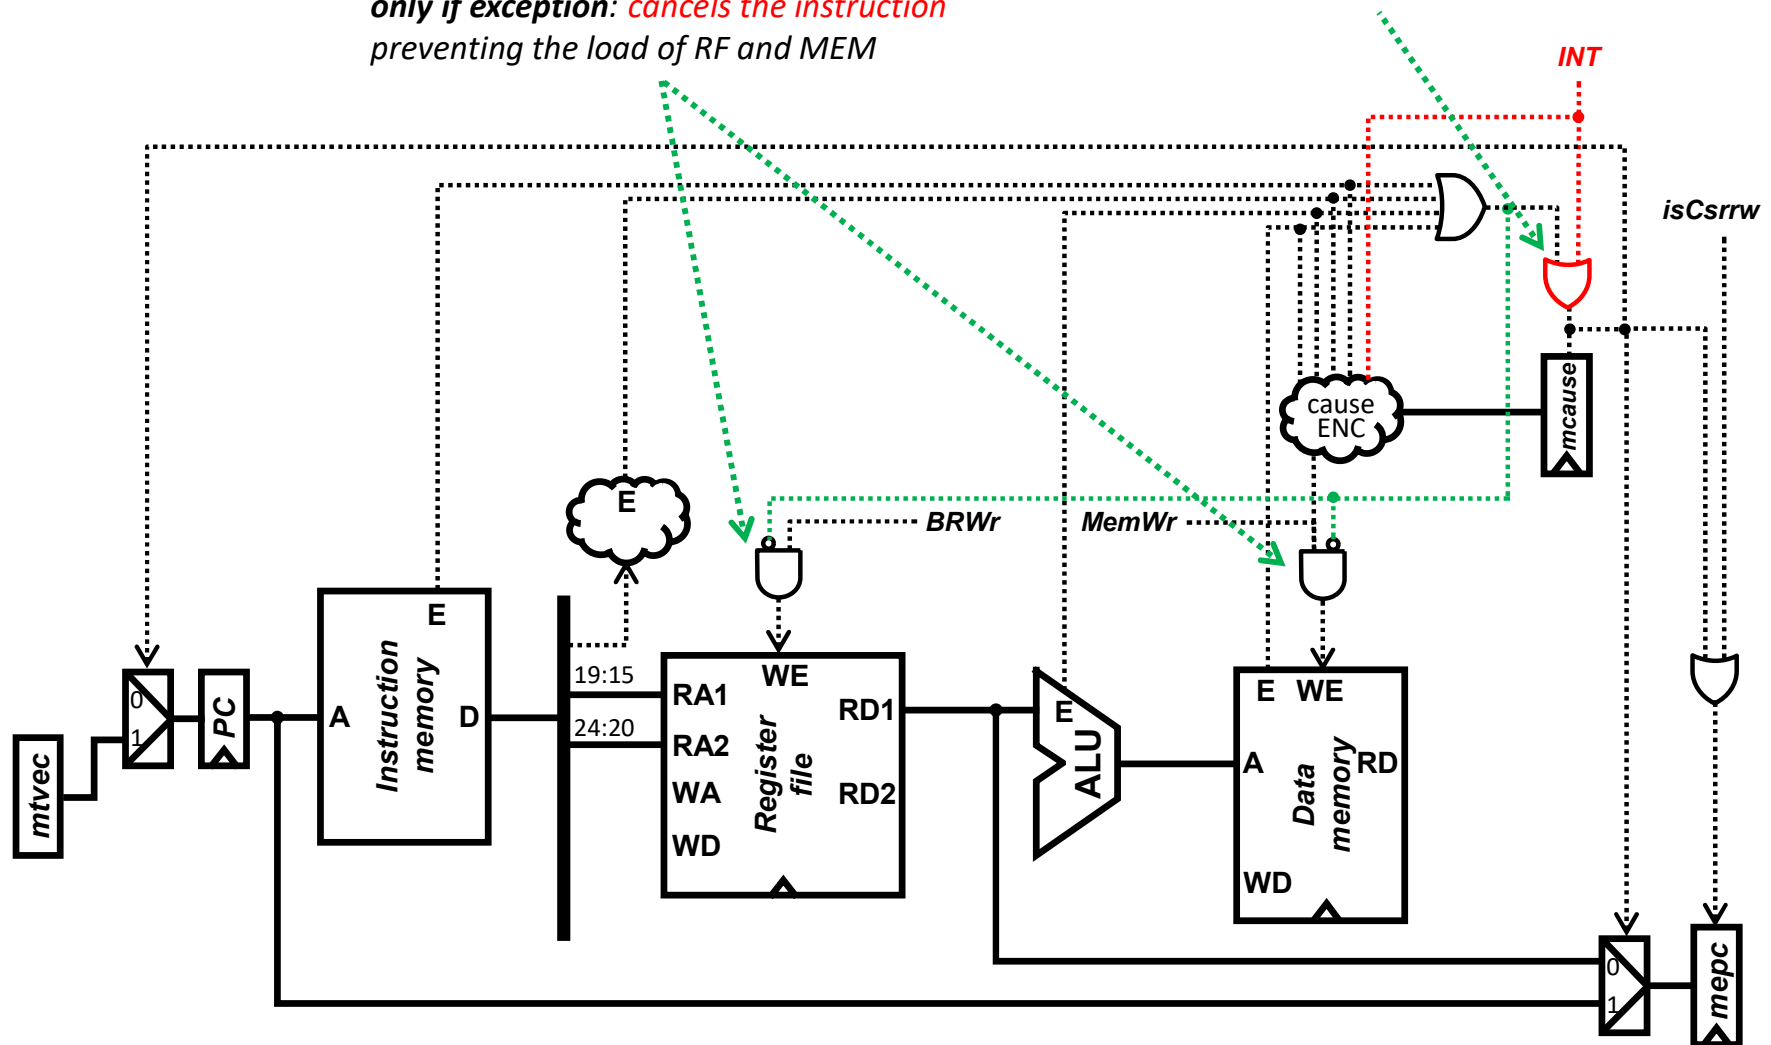 only if exception: cancels the instruction
preventing the load of RF and MEM
INT
isCsrrw
cause
ENC
mcause
E
BRWr
MemWr
E
Instruction
memory
A
D
19:15
24:20
WE
RA1
RA2
WA
WD
Register
file
RD1
RD2
E
ALU
E
WE
A
RD
Data
memory
WD
0
1
PC
mtvec
0
1
mepc